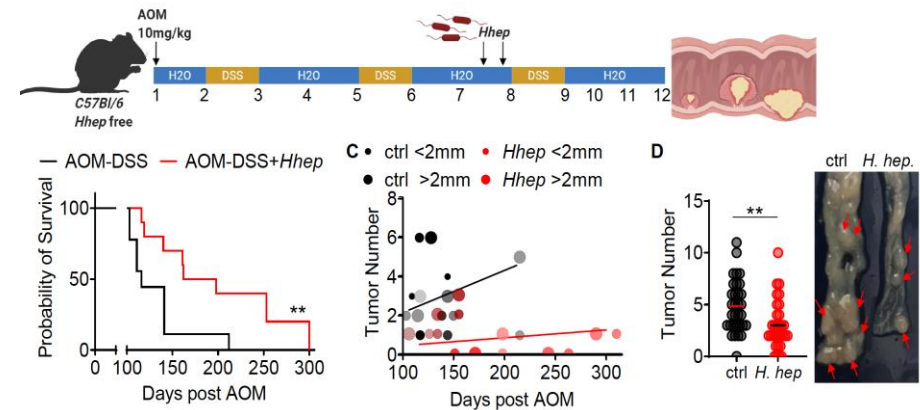 AOM
10mg/kg
Hhep
H2O DSS H2O DSS H2O DSS H2O
1 2 3 4 5 6 7 8 9 10 11 12
C57Bl/6
Hhep free
AOM-DSS AOM-DSS+Hhep
Probability of Survival
100
50
0
**
0 100 150 200 250 300
Days post AOM
C
ctrl <2mm Hhep <2mm
ctrl >2mm Hhep >2mm
Tumor Number
8
6
4
2
0
100 150 200 250 300
Days post AOM
D
ctrl H. hep.
Tumor Number
15
10
5
0
**
ctrl H. hep